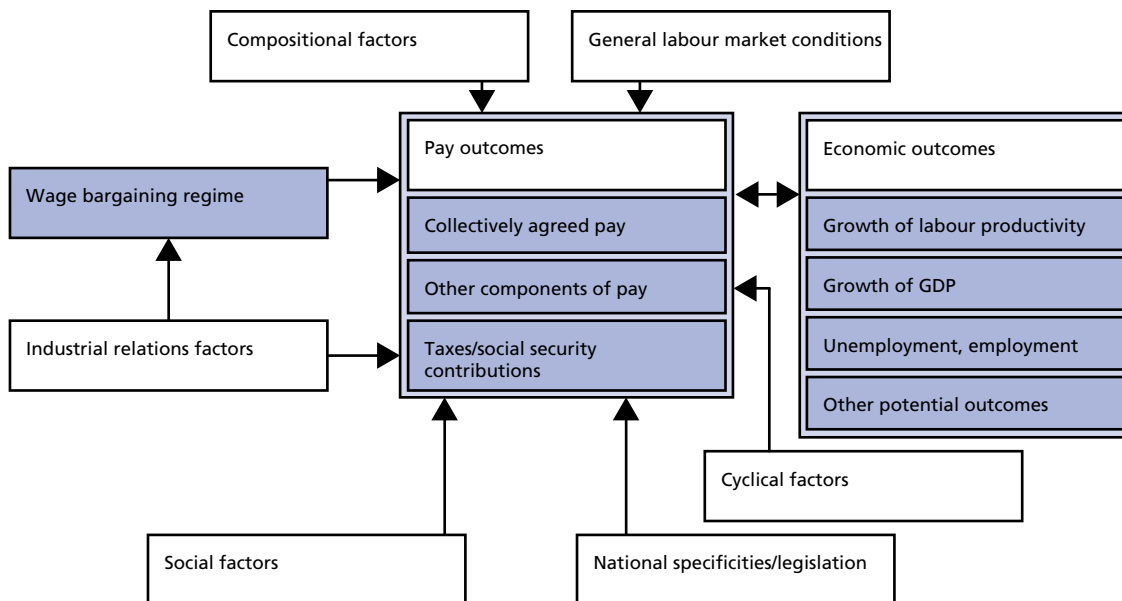 Compositional factors
General labour market conditions
Pay outcomes
Economic outcomes
Wage bargaining regime
Collectively agreed pay
Growth of labour productivity
Other components of pay
Growth of GDP
Industrial relations factors
Taxes/social security
contributions
Unemployment, employment
Other potential outcomes
Cyclical factors
Social factors
National specificities/legislation